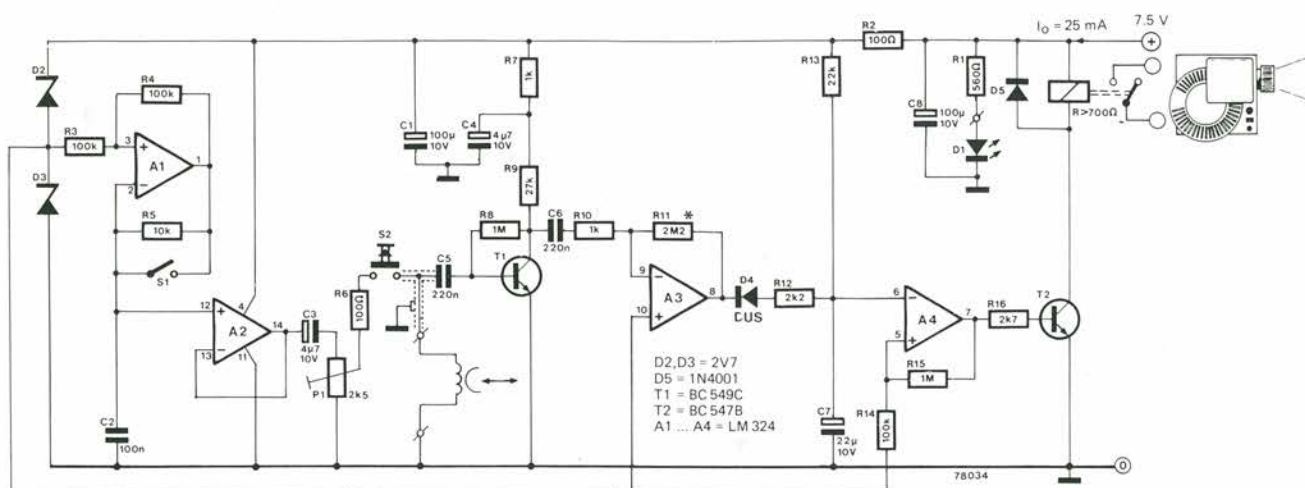 R2
100Ω
I₀ = 25 mA
7.5 V
+
D2
R4
100k
R3
100k
3
+
A1
1
−
2
D3
R5
10k
S1
12
+
4
A2
14
−
13
11
C2
100n
C3
4µ7
10V
P1
2k5
R6
100Ω
S2
C5
220n
C1
100µ
10V
C4
4µ7
10V
R7
1k
R9
27k
R8
1M
T1
C6
220n
R10
1k
R11 *
2M2
9
−
A3
8
10
+
D4
DUS
R12
2k2
R13
22k
C8
100µ
10V
R1
560Ω
D1
D5
R>700Ω
~
6
−
A4
7
5
+
R16
2k7
T2
R15
1M
R14
100k
C7
22µ
10V
D2,D3 = 2V7
D5 = 1N4001
T1 = BC 549C
T2 = BC 547B
A1 ... A4 = LM 324
78034
0